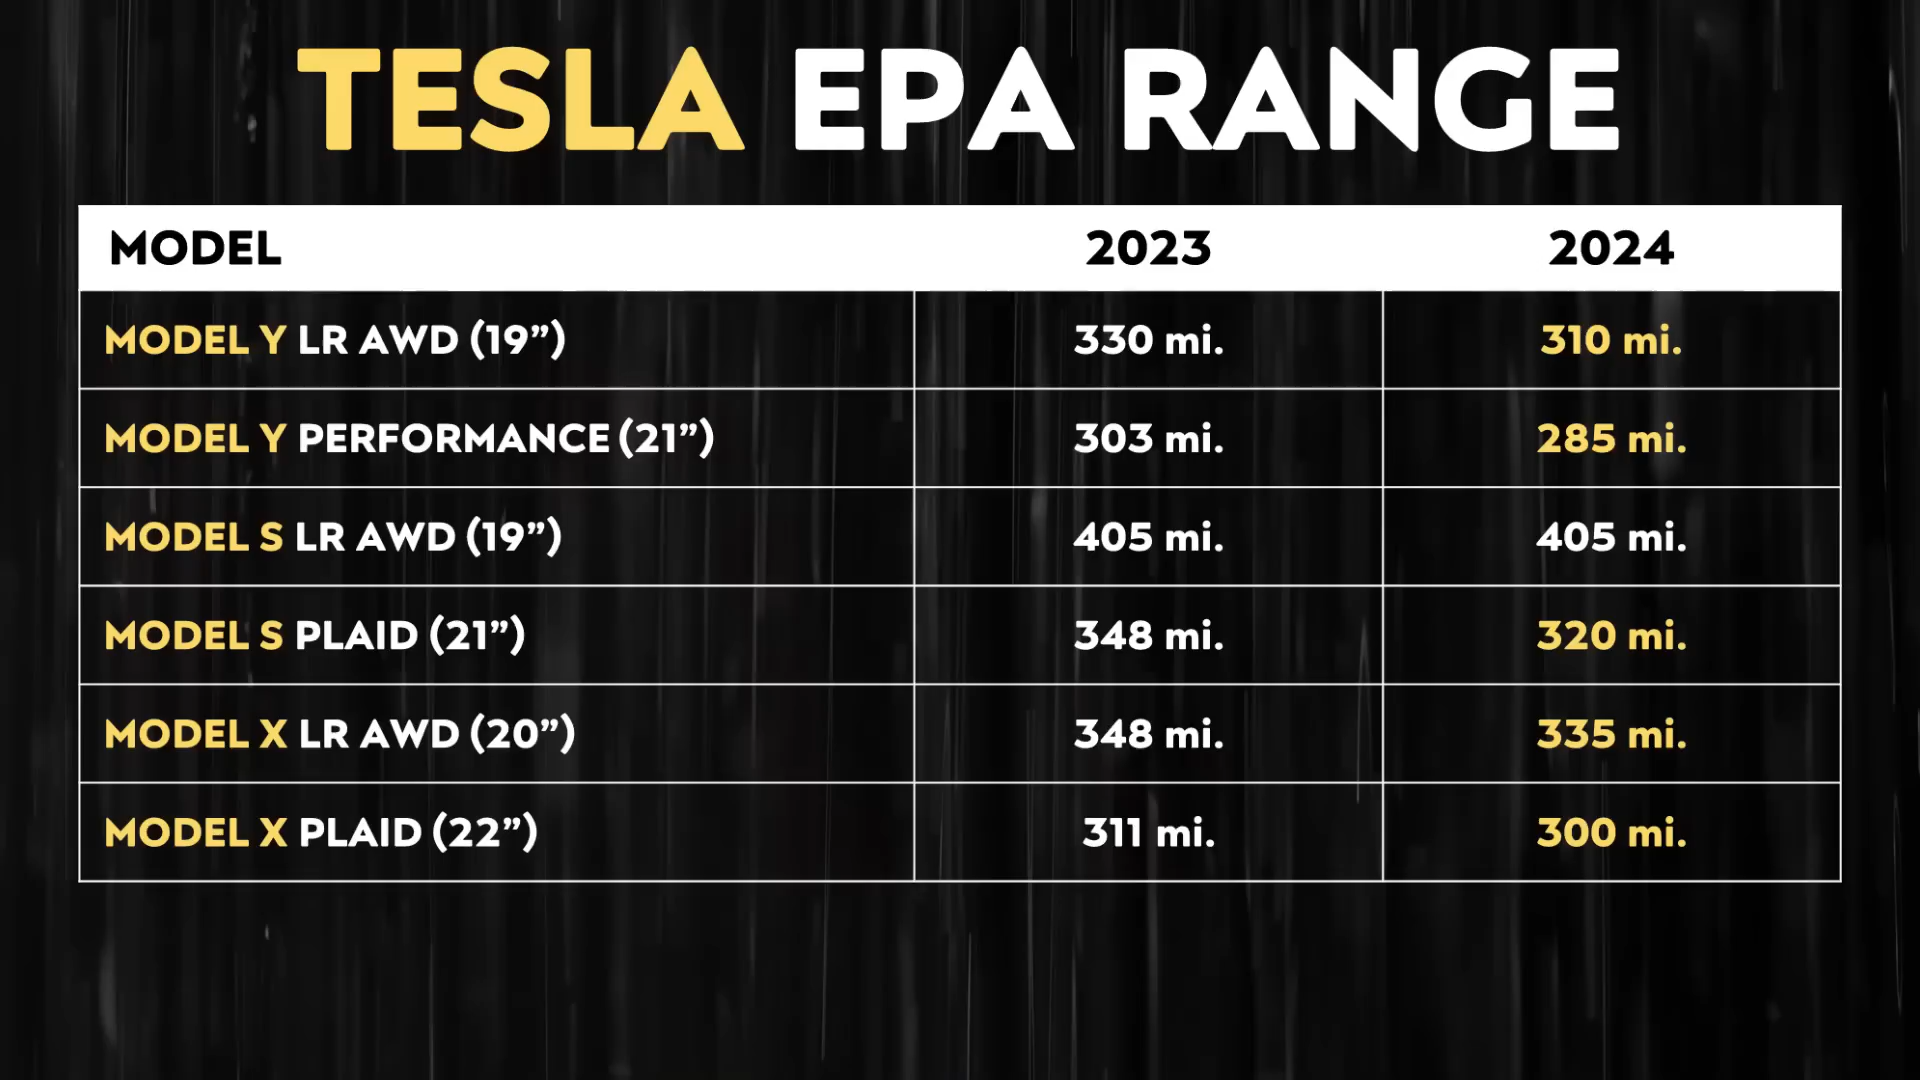 TESLA EPA RANGE
MODEL 2023 2024
MODEL Y LR AWD (19”) 330 mi. 310 mi.
MODEL Y PERFORMANCE (21”) 303 mi. 285 mi.
MODEL S LR AWD (19”) 405 mi. 405 mi.
MODEL S PLAID (21”) 348 mi. 320 mi.
MODEL X LR AWD (20”) 348 mi. 335 mi.
MODEL X PLAID (22”) 311 mi. 300 mi.